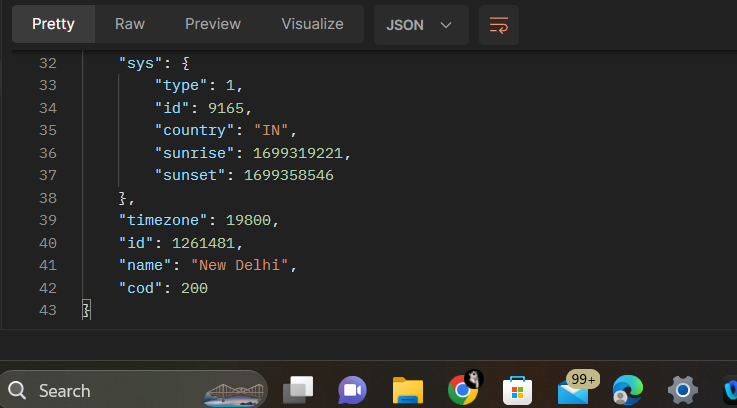 Pretty Raw Preview Visualize JSON
32 "sys": {
33 "type": 1,
34 "id": 9165,
35 "country": "IN",
36 "sunrise": 1699319221,
37 "sunset": 1699358546
38 },
39 "timezone": 19800,
40 "id": 1261481,
41 "name": "New Delhi",
42 "cod": 200
43 }
Search 99+